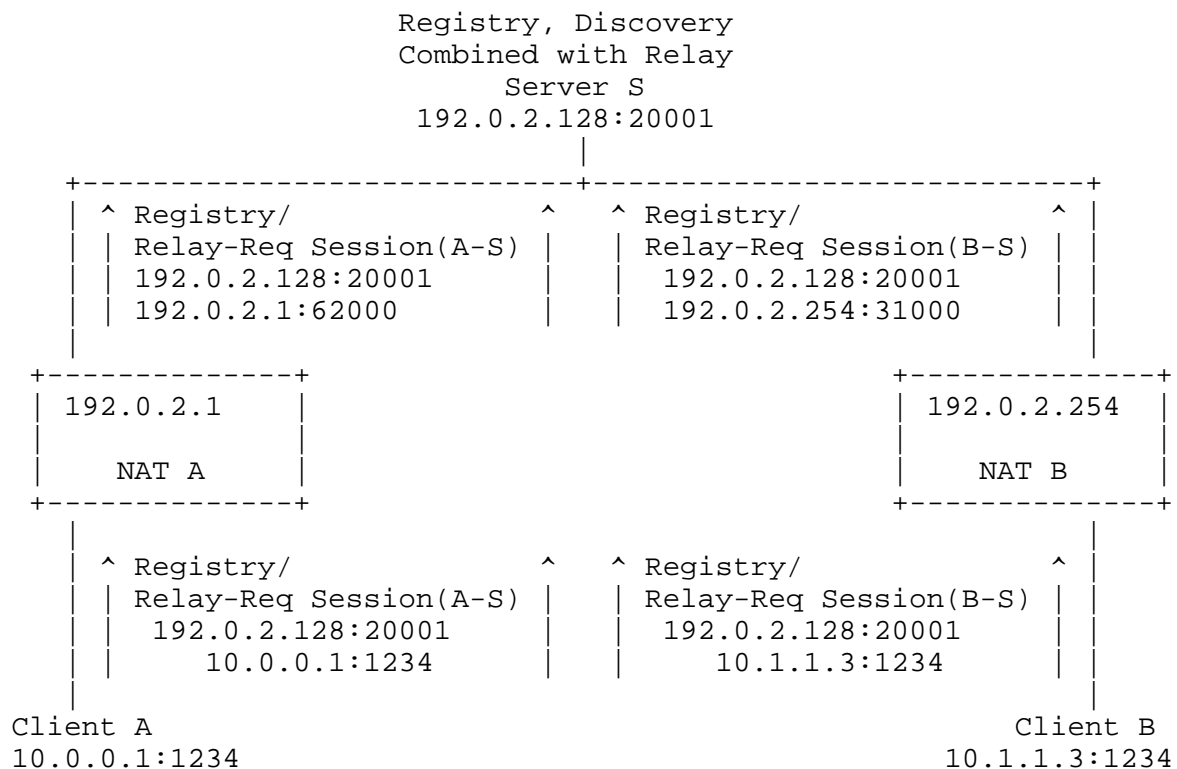 Registry, Discovery
Combined with Relay
Server S
192.0.2.128:20001
|
+----------------------------+----------------------------+
| ^ Registry/              ^   ^ Registry/              ^ |
| | Relay-Req Session(A-S) |   | Relay-Req Session(B-S) | |
| | 192.0.2.128:20001      |   |  192.0.2.128:20001     | |
| | 192.0.2.1:62000        |   |  192.0.2.254:31000     | |
|                                                         |
+--------------+                                 +--------------+
| 192.0.2.1    |                                 | 192.0.2.254  |
|              |                                 |              |
|    NAT A     |                                 |    NAT B     |
+--------------+                                 +--------------+
|                                                         |
| ^ Registry/              ^   ^ Registry/              ^ |
| | Relay-Req Session(A-S) |   | Relay-Req Session(B-S) | |
| |  192.0.2.128:20001     |   |  192.0.2.128:20001     | |
| |     10.0.0.1:1234      |   |     10.1.1.3:1234      | |
|                                                         |
Client A                                           Client B
10.0.0.1:1234                                 10.1.1.3:1234